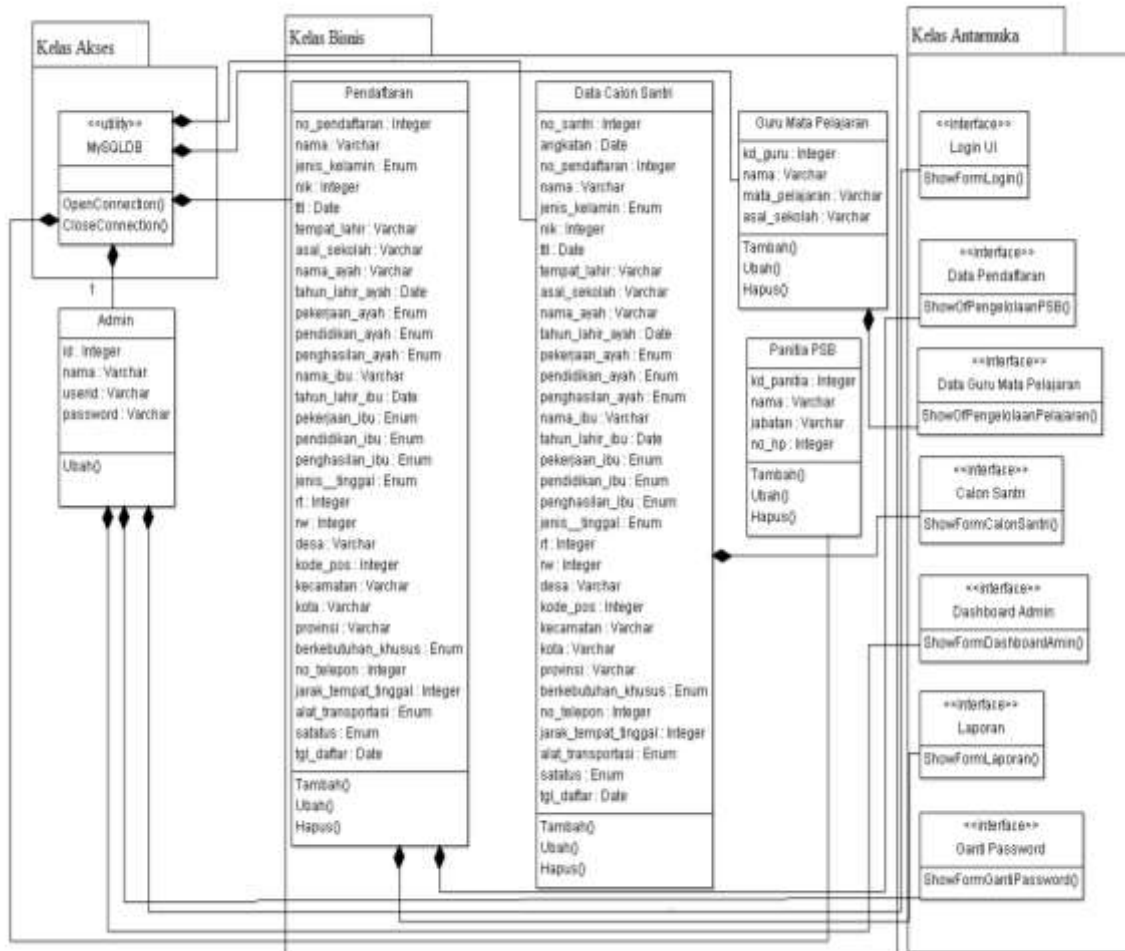 Kelas Akses
<<utility>>
MySQLDB
OpenConnection()
CloseConnection()
1
Admin
id : Integer
nama : Varchar
userid : Varchar
password : Varchar
Ubah()
Kelas Bisnis
Pendaftaran
no_pendaftaran : Integer
nama : Varchar
jenis_kelamin : Enum
nik : Integer
ttl : Date
tempat_lahir : Varchar
asal_sekolah : Varchar
nama_ayah : Varchar
tahun_lahir_ayah : Date
pekerjaan_ayah : Enum
pendidikan_ayah : Enum
penghasilan_ayah : Enum
nama_ibu : Varchar
tahun_lahir_ibu : Date
pekerjaan_ibu : Enum
pendidikan_ibu : Enum
penghasilan_ibu : Enum
jenis__tinggal : Enum
rt : Integer
rw : Integer
desa : Varchar
kode_pos : Integer
kecamatan : Varchar
kota : Varchar
provinsi : Varchar
berkebutuhan_khusus : Enum
no_telepon : Integer
jarak_tempat_tinggal : Integer
alat_transportasi : Enum
satatus : Enum
tgl_daftar : Date
Tambah()
Ubah()
Hapus()
Data Calon Santri
no_santri : Integer
angkatan : Date
no_pendaftaran : Integer
nama : Varchar
jenis_kelamin : Enum
nik : Integer
ttl : Date
tempat_lahir : Varchar
asal_sekolah : Varchar
nama_ayah : Varchar
tahun_lahir_ayah : Date
pekerjaan_ayah : Enum
pendidikan_ayah : Enum
penghasilan_ayah : Enum
nama_ibu : Varchar
tahun_lahir_ibu : Date
pekerjaan_ibu : Enum
pendidikan_ibu : Enum
penghasilan_ibu : Enum
jenis__tinggal : Enum
rt : Integer
rw : Integer
desa : Varchar
kode_pos : Integer
kecamatan : Varchar
kota : Varchar
provinsi : Varchar
berkebutuhan_khusus : Enum
no_telepon : Integer
jarak_tempat_tinggal : Integer
alat_transportasi : Enum
satatus : Enum
tgl_daftar : Date
Tambah()
Ubah()
Hapus()
Guru Mata Pelajaran
kd_guru : Integer
nama : Varchar
mata_pelajaran : Varchar
asal_sekolah : Varchar
Tambah()
Ubah()
Hapus()
Panitia PSB
kd_panitia : Integer
nama : Varchar
jabatan : Varchar
no_hp : Integer
Tambah()
Ubah()
Hapus()
Kelas Antarmuka
<<interface>>
Login UI
ShowFormLogin()
<<interface>>
Data Pendaftaran
ShowOfPengelolaanPSB()
<<interface>>
Data Guru Mata Pelajaran
ShowOfPengelolaanPelajaran()
<<interface>>
Calon Santri
ShowFormCalonSantri()
<<interface>>
Dashboard Admin
ShowFormDashboardAmin()
<<interface>>
Laporan
ShowFormLaporan()
<<interface>>
Ganti Password
ShowFormGantiPassword()